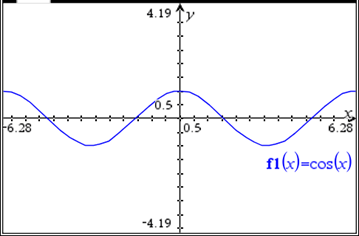 4.19 y
0.5 x
-6.28 0.5 6.28
f1(x)=cos(x)
-4.19